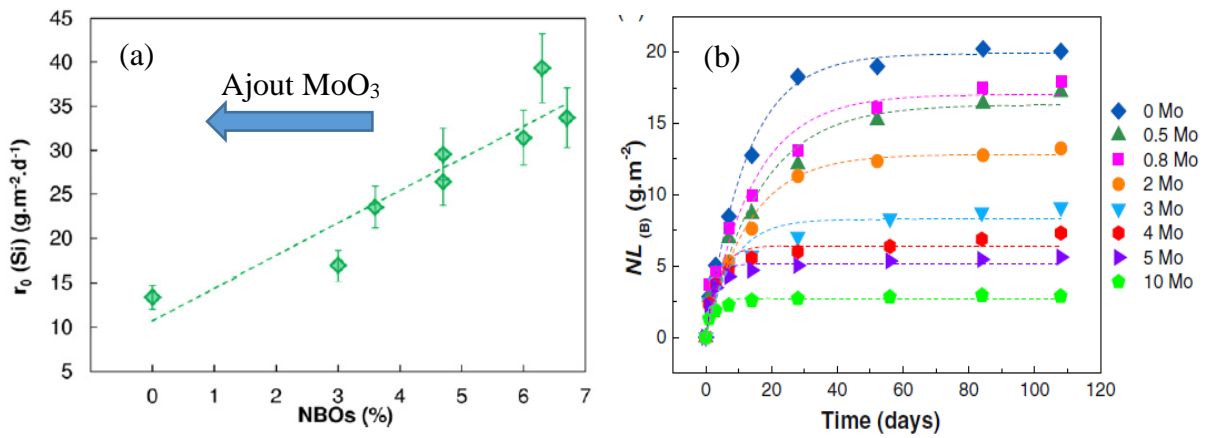 (a)
Ajout MoO₃
r₀ (Si) (g.m⁻².d⁻¹)
45
40
35
30
25
20
15
10
5
0 1 2 3 4 5 6 7
NBOs (%)
(b)
NL (B) (g.m⁻²)
20
15
10
5
0
0 20 40 60 80 100 120
Time (days)
0 Mo
0.5 Mo
0.8 Mo
2 Mo
3 Mo
4 Mo
5 Mo
10 Mo